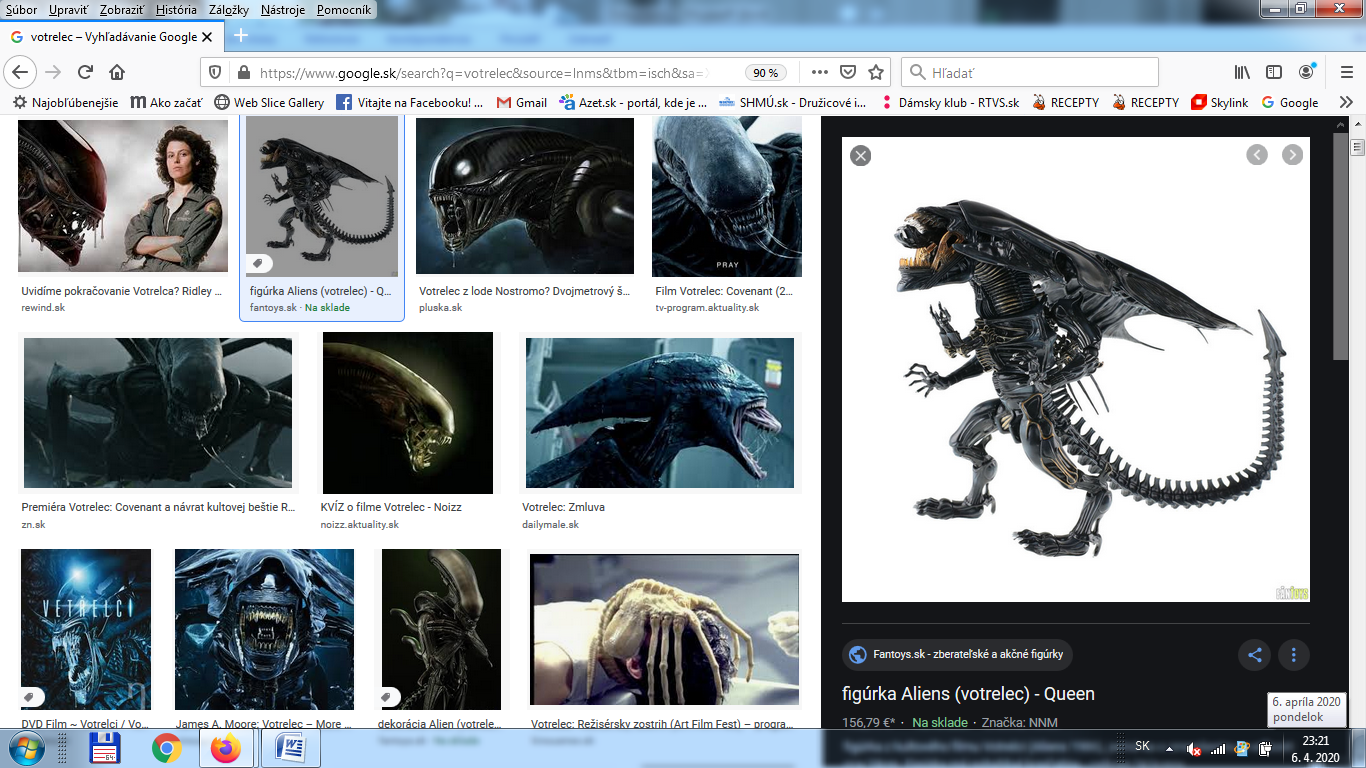 Súbor Upraviť Zobraziť História Záložky Nástroje Pomocník
votrelec – Vyhľadávanie Google
https://www.google.sk/search?q=votrelec&source=lnms&tbm=isch&sa=
90 %
Hľadať
Najobľúbenejšie Ako začať Web Slice Gallery Vitajte na Facebooku! ... Gmail Azet.sk - portál, kde je ... SHMÚ.sk - Družicové i... Dámsky klub - RTVS.sk RECEPTY RECEPTY Skylink Google
PRAY
Uvidíme pokračovanie Votrelca? Ridley ...
rewind.sk
figúrka Aliens (votrelec) - Q...
fantoys.sk · Na sklade
Votrelec z lode Nostromo? Dvojmetrový š...
pluska.sk
Film Votrelec: Covenant (2...
tv-program.aktuality.sk
Premiéra Votrelec: Covenant a návrat kultovej beštie R...
zn.sk
KVÍZ o filme Votrelec - Noizz
noizz.aktuality.sk
Votrelec: Zmluva
dailymale.sk
VETŘELCI
DVD Film ~ Votrelci / Vo...
James A. Moore: Votrelec – More ...
dekorácia Alien (votrele...
Votrelec: Režisérsky zostrih (Art Film Fest) – progra...
FANTOYS
Fantoys.sk - zberateľské a akčné figúrky
figúrka Aliens (votrelec) - Queen
156,79 €* · Na sklade · Značka: NNM
6. apríla 2020
pondelok
64
SK
23:21
6. 4. 2020